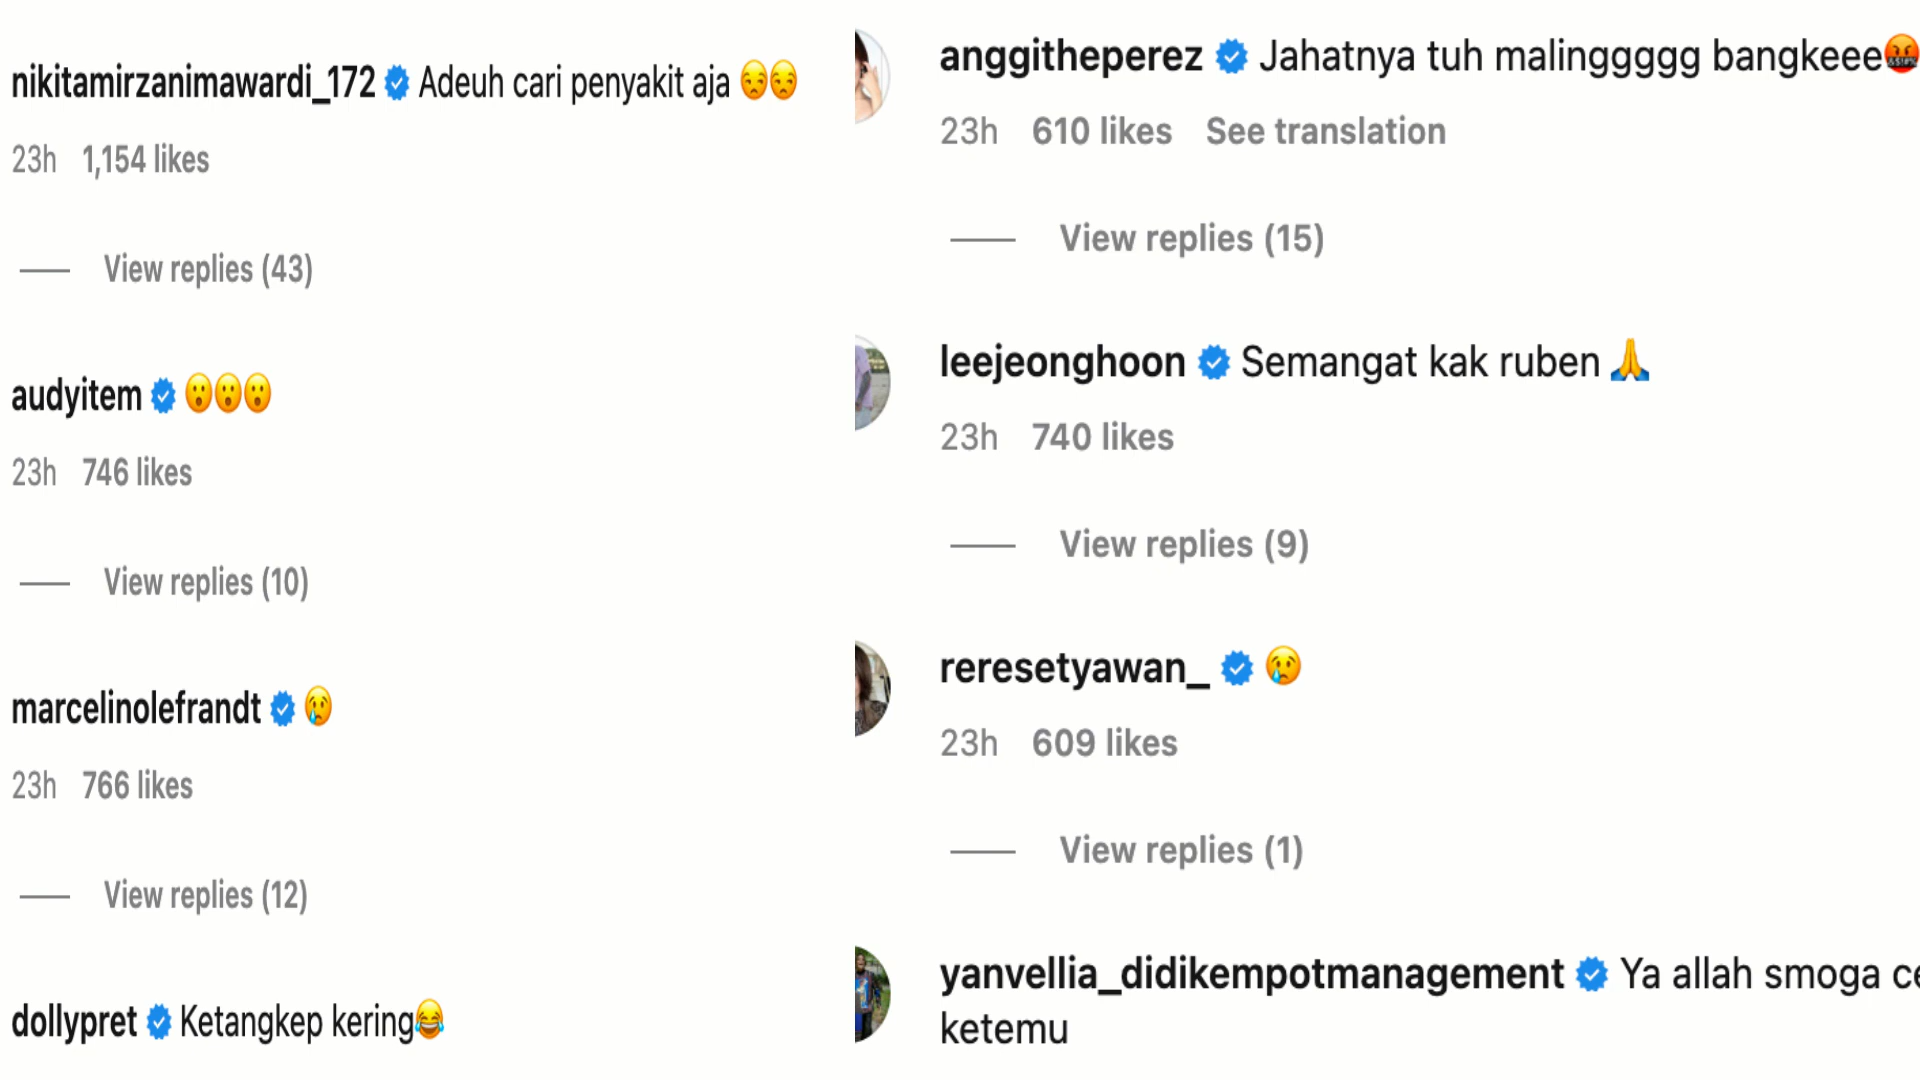 nikitamirzanimawardi_172 Adeuh cari penyakit aja 😒😒
23h 1,154 likes
View replies (43)
audyitem 😮😮😮
23h 746 likes
View replies (10)
marcelinolefrandt 😢
23h 766 likes
View replies (12)
dollypret Ketangkep kering😂
anggitheperez Jahatnya tuh malinggggg bangkeee🤬
23h 610 likes See translation
View replies (15)
leejeonghoon Semangat kak ruben 🙏
23h 740 likes
View replies (9)
reresetyawan_ 😢
23h 609 likes
View replies (1)
yanvellia_didikempotmanagement Ya allah smoga
ketemu